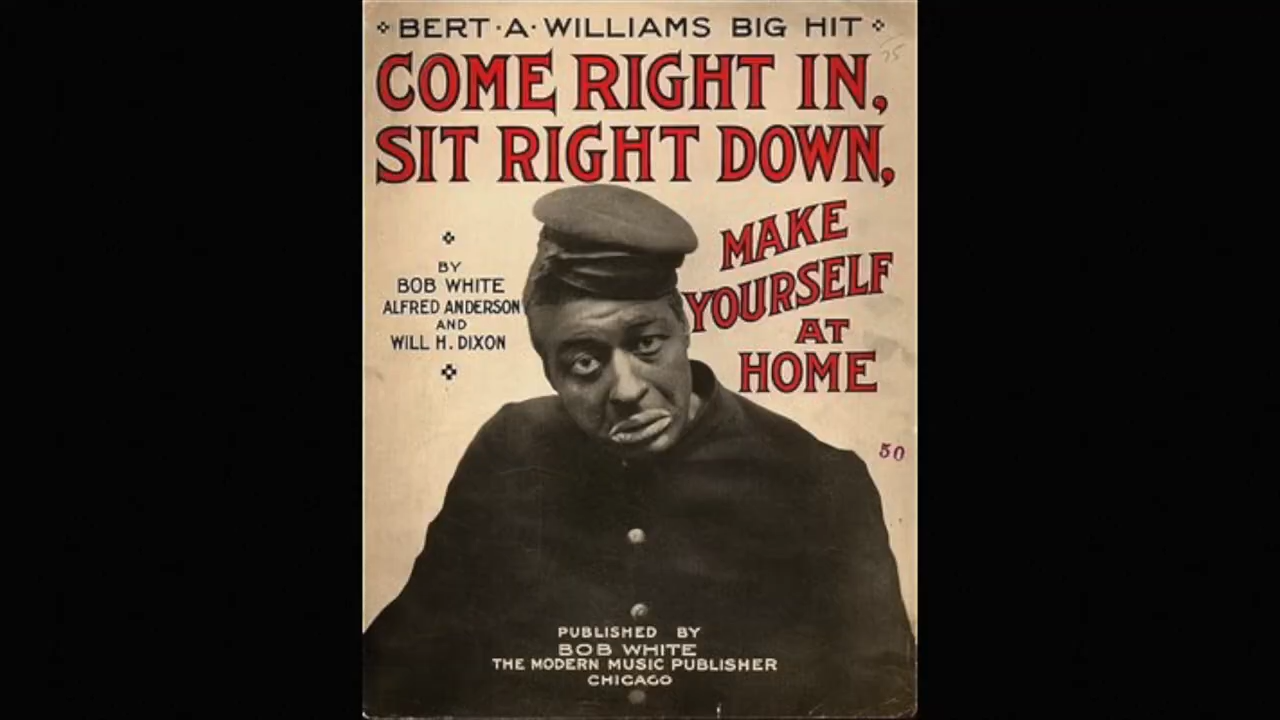 BERT·A·WILLIAMS BIG HIT
COME RIGHT IN,
SIT RIGHT DOWN,
MAKE
YOURSELF
AT
HOME
BY
BOB WHITE
ALFRED ANDERSON
AND
WILL H. DIXON
50
PUBLISHED BY
BOB WHITE
THE MODERN MUSIC PUBLISHER
CHICAGO